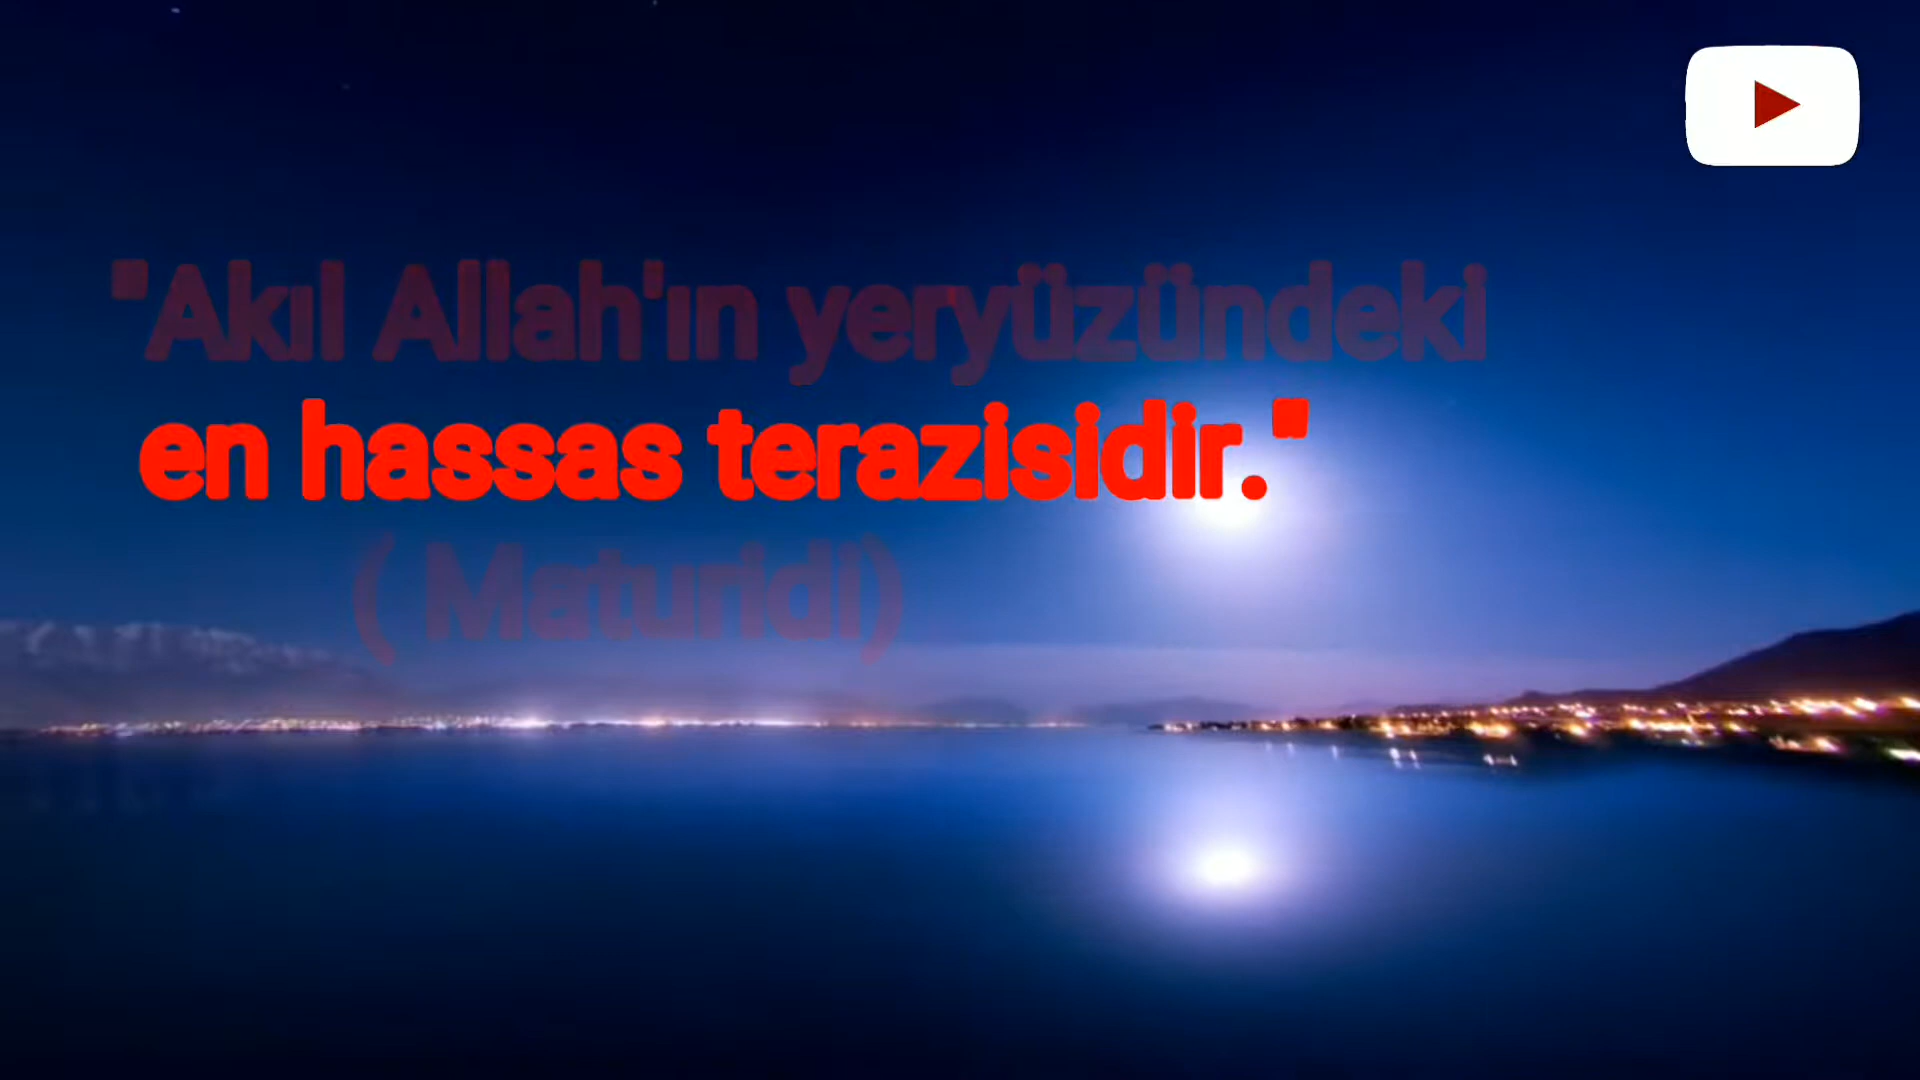 "Akıl Allah'ın yeryüzündeki
en hassas terazisidir."
( Maturidi)